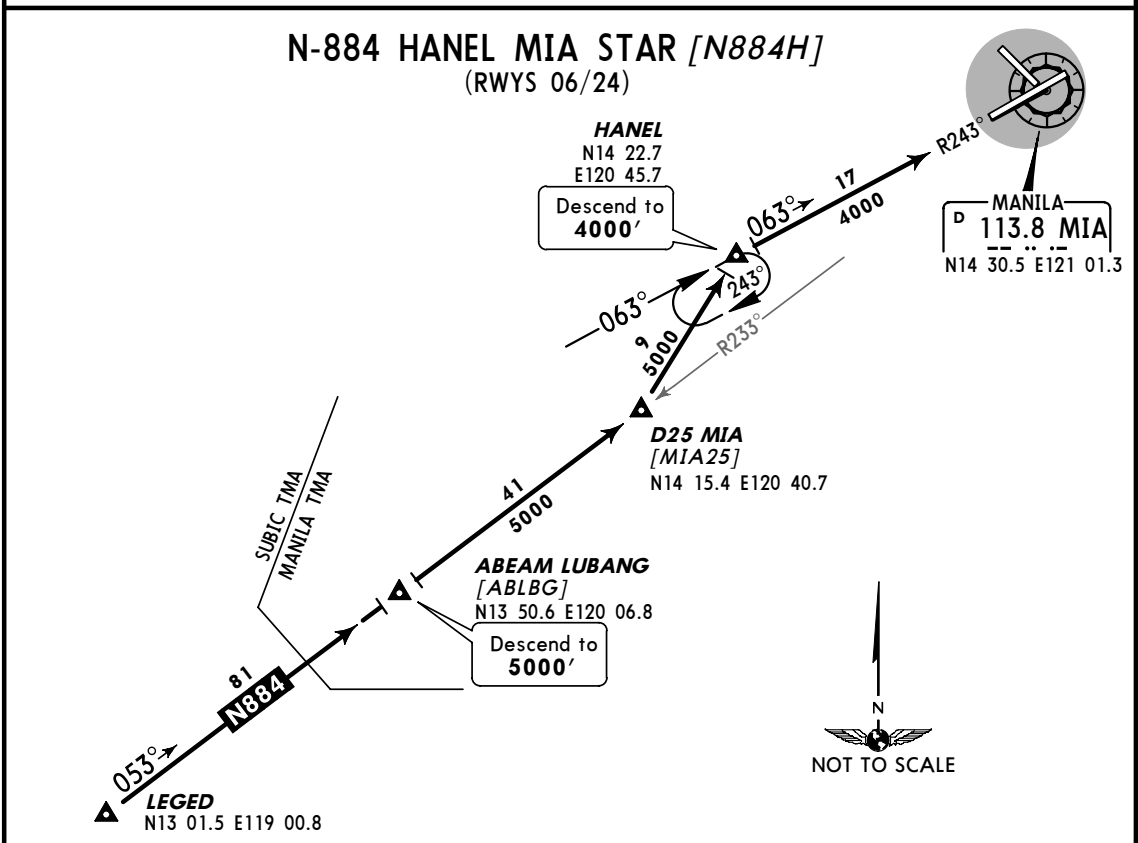 N-884 HANEL MIA STAR [N884H]
(RWYS 06/24)
HANEL
N14 22.7
E120 45.7
Descend to
4000′
063°
17
4000
R243°
MANILA
D 113.8 MIA
N14 30.5 E121 01.3
063°
243°
R233°
9
5000
D25 MIA
[MIA25]
N14 15.4 E120 40.7
41
5000
SUBIC TMA
MANILA TMA
ABEAM LUBANG
[ABLBG]
N13 50.6 E120 06.8
Descend to
5000′
81
N884
053°
LEGED
N13 01.5 E119 00.8
N
NOT TO SCALE